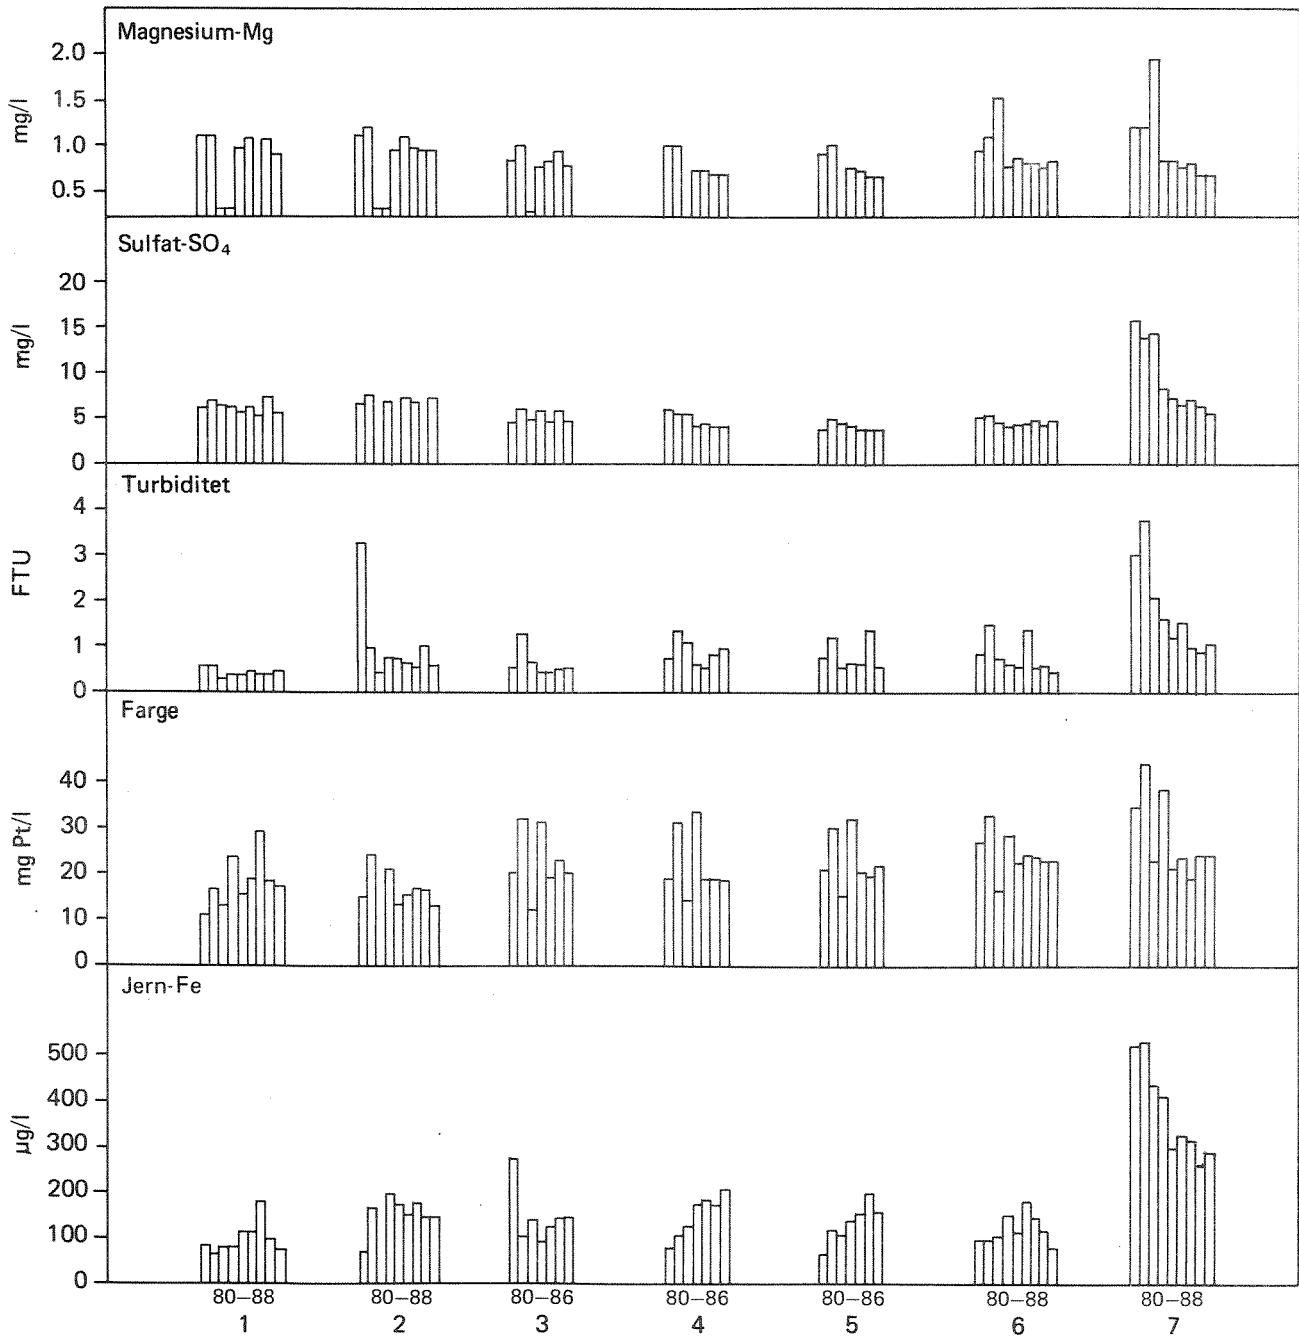 Magnesium-Mg
2.0
1.5
1.0
0.5
mg/l
Sulfat-SO₄
20
15
10
5
0
mg/l
Turbiditet
4
3
2
1
0
FTU
Farge
40
30
20
10
0
mg Pt/l
Jern-Fe
500
400
300
200
100
0
µg/l
80–88 80–88 80–86 80–86 80–86 80–88 80–88
1 2 3 4 5 6 7